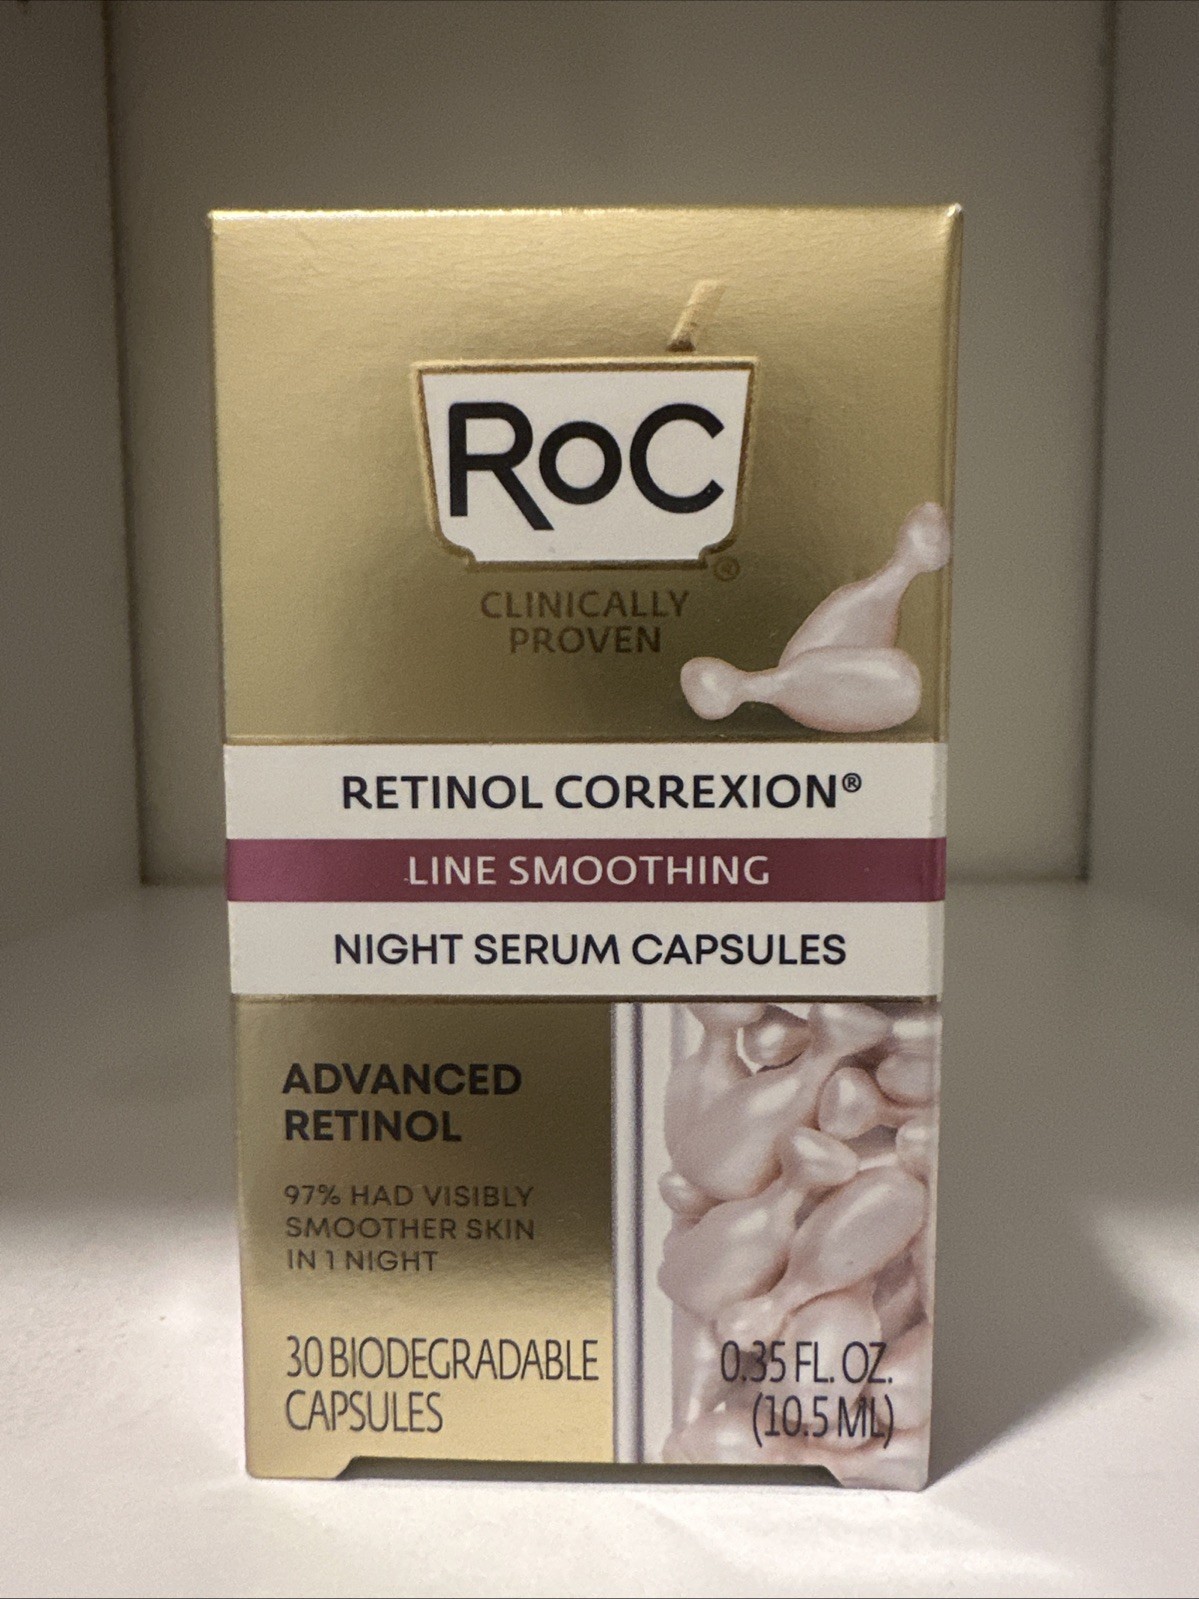 RoC®
CLINICALLY
PROVEN
RETINOL CORREXION®
LINE SMOOTHING
NIGHT SERUM CAPSULES
ADVANCED
RETINOL
97% HAD VISIBLY
SMOOTHER SKIN
IN 1 NIGHT
30 BIODEGRADABLE
CAPSULES
0.35 FL. OZ.
(10.5 ML)